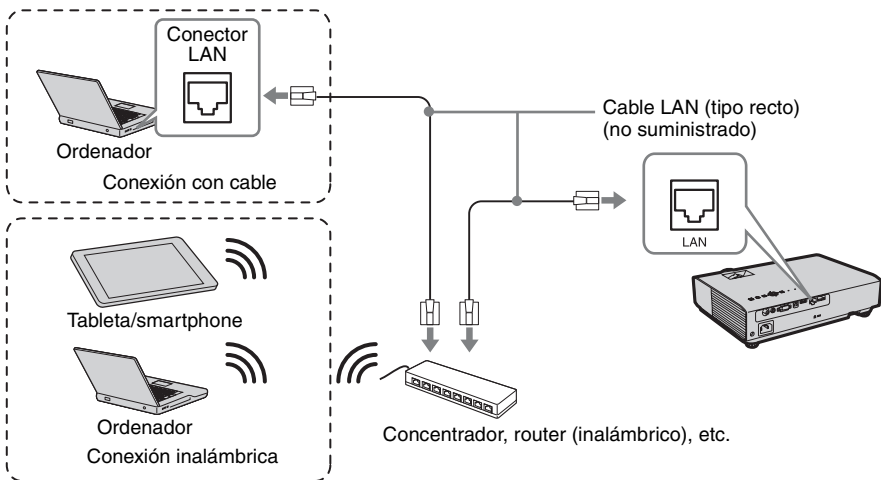 Conector
LAN
Ordenador
Conexión con cable
Cable LAN (tipo recto)
(no suministrado)
LAN
Tableta/smartphone
Ordenador
Conexión inalámbrica
Concentrador, router (inalámbrico), etc.